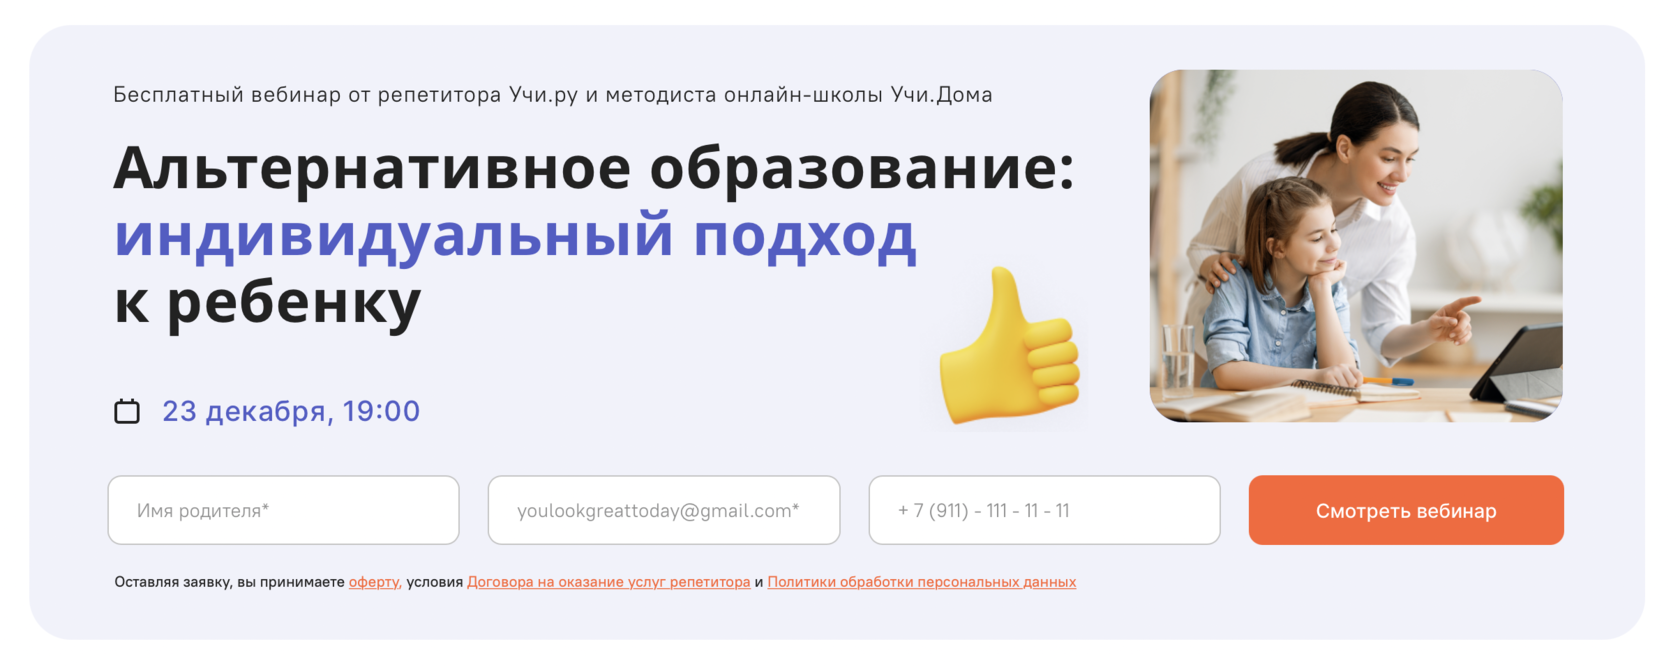 Бесплатный вебинар от репетитора Учи.ру и методиста онлайн-школы Учи.Дома
Альтернативное образование:
индивидуальный подход
к ребенку
23 декабря, 19:00
Имя родителя*
youlookgreattoday@gmail.com*
+ 7 (911) - 111 - 11 - 11
Смотреть вебинар
Оставляя заявку, вы принимаете оферту, условия Договора на оказание услуг репетитора и Политики обработки персональных данных